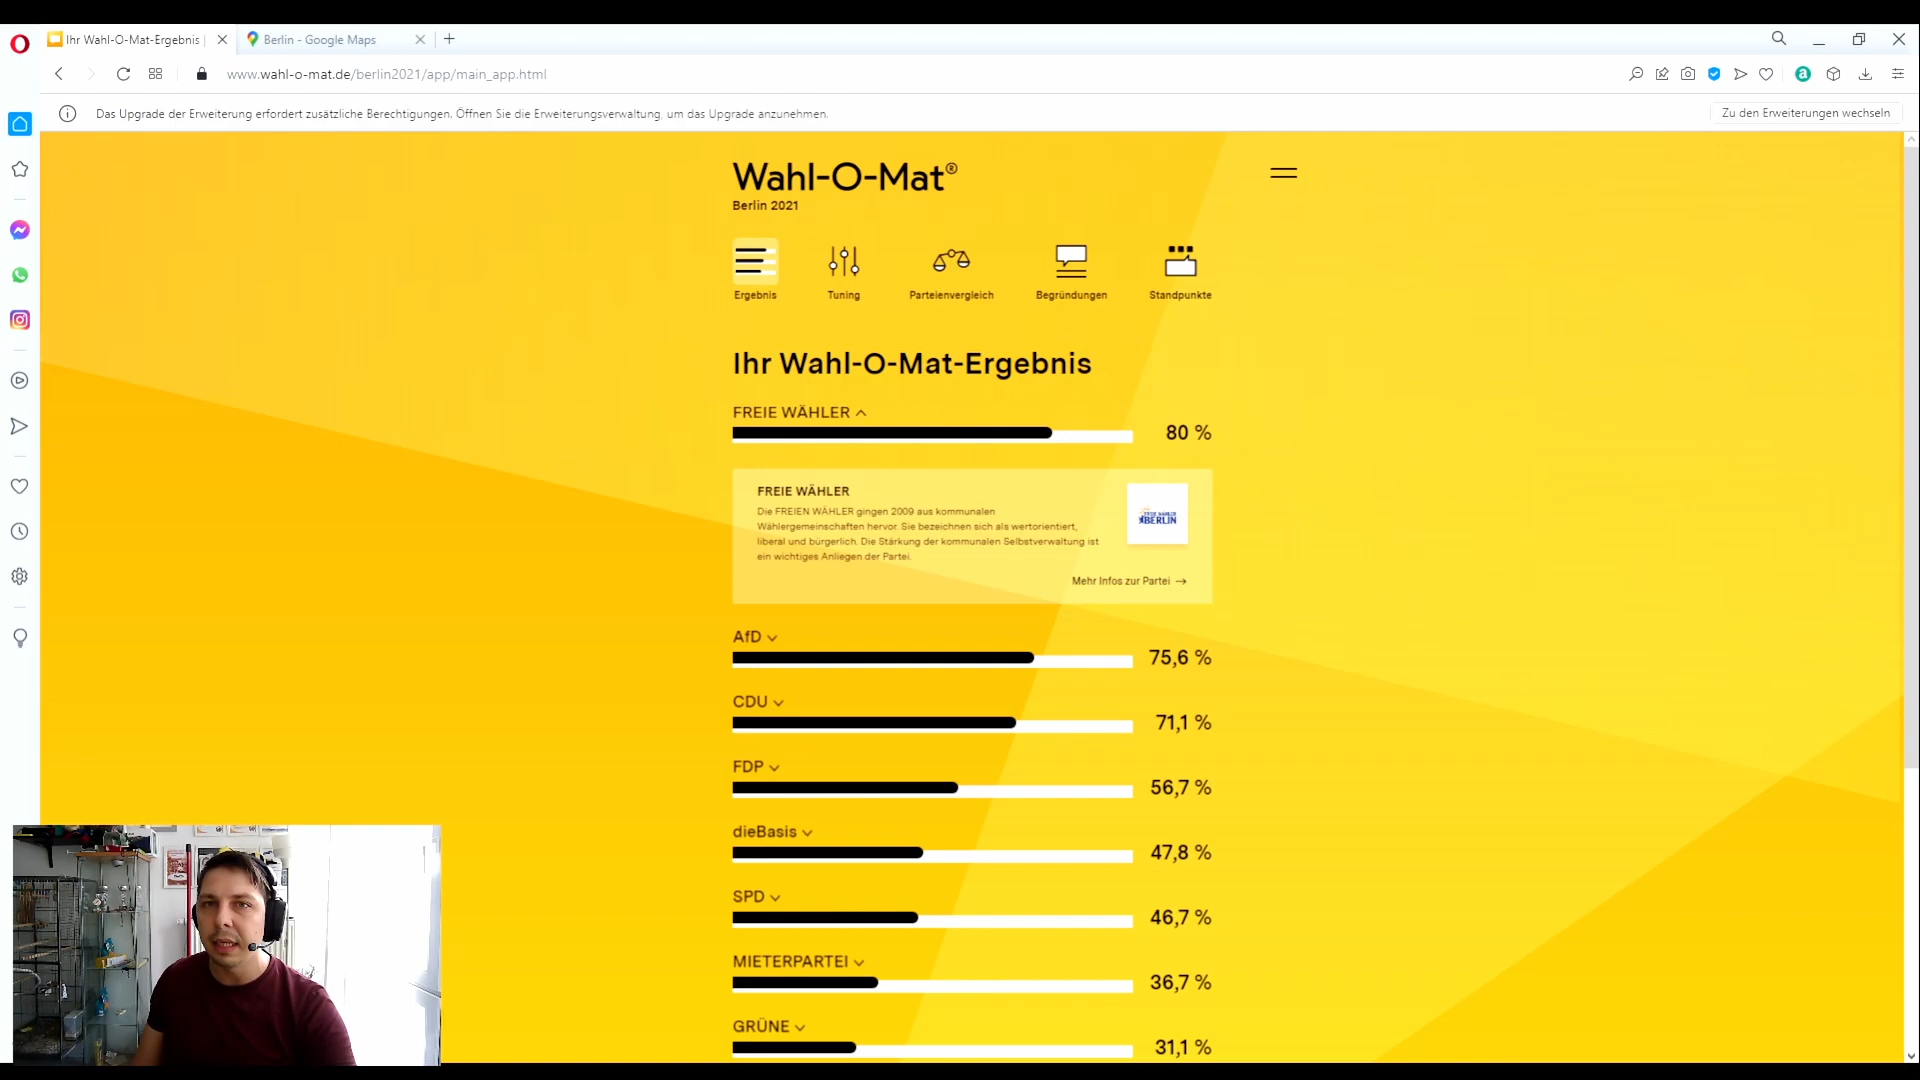 Ihr Wahl-O-Mat-Ergebnis |
Berlin - Google Maps
www.wahl-o-mat.de/berlin2021/app/main_app.html
Das Upgrade der Erweiterung erfordert zusätzliche Berechtigungen. Öffnen Sie die Erweiterungsverwaltung, um das Upgrade anzunehmen.
Zu den Erweiterungen wechseln
Wahl-O-Mat®
Berlin 2021
Ergebnis
Tuning
Parteienvergleich
Begründungen
Standpunkte
Ihr Wahl-O-Mat-Ergebnis
FREIE WÄHLER
80 %
FREIE WÄHLER
Die FREIEN WÄHLER gingen 2009 aus kommunalen
Wählergemeinschaften hervor. Sie bezeichnen sich als wertorientiert,
liberal und bürgerlich. Die Stärkung der kommunalen Selbstverwaltung ist
ein wichtiges Anliegen der Partei.
FREIE WÄHLER
BERLIN
Mehr Infos zur Partei →
AfD
75,6 %
CDU
71,1 %
FDP
56,7 %
dieBasis
47,8 %
SPD
46,7 %
MIETERPARTEI
36,7 %
GRÜNE
31,1 %